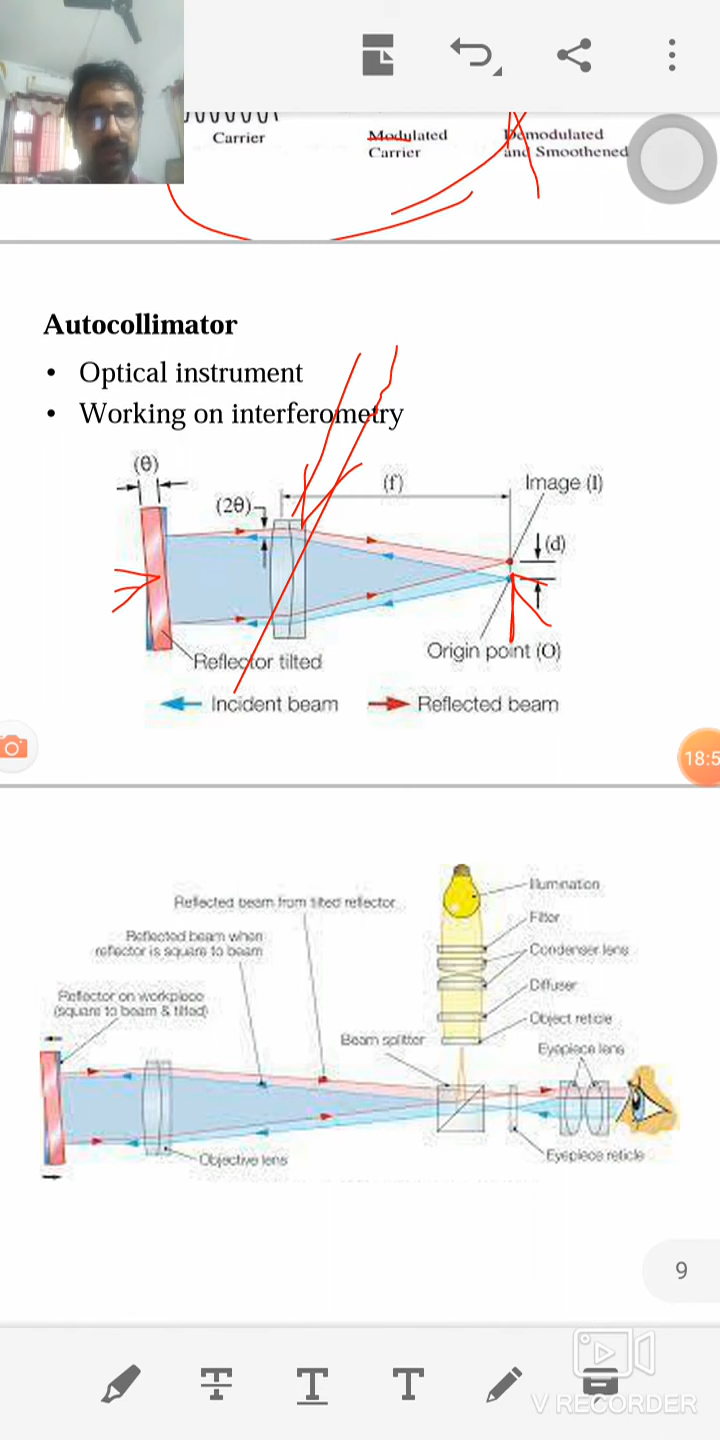 Carrier
Modulated
Carrier
Demodulated
and Smoothened
Autocollimator
• Optical instrument
• Working on interferometry
(θ)
(2θ)
(f)
Image (I)
(d)
Reflector tilted
Origin point (O)
Incident beam
Reflected beam
18:5
Illumination
Reflected beam from tilted reflector
Filter
Reflected beam when
reflector is square to beam
Condenser lens
Diffuser
Reflector on workpiece
(square to beam & tilted)
Object reticle
Beam splitter
Eyepiece lens
Objective lens
Eyepiece reticle
9
V RECORDER